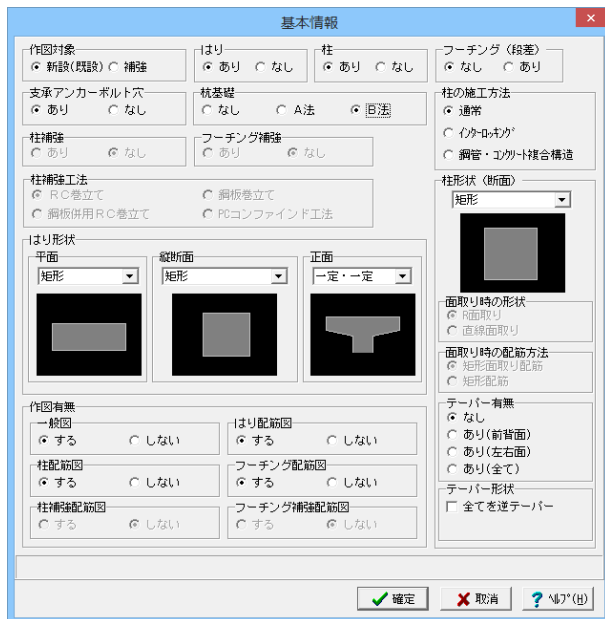 基本情報
作図対象
新設(既設) 補強
はり
あり なし
柱
あり なし
フーチング (段差)
なし あり
支承アンカーボルト穴
あり なし
杭基礎
なし A法 B法
柱の施工方法
通常
インターロッキング
鋼管・コンクリート複合構造
柱補強
あり なし
フーチング補強
あり なし
柱補強工法
RC巻立て 鋼板巻立て
鋼板併用RC巻立て PCコンファインド工法
柱形状 (断面)
矩形
はり形状
平面
矩形
縦断面
矩形
正面
一定・一定
面取り時の形状
R面取り
直線面取り
面取り時の配筋方法
矩形面取り配筋
矩形配筋
作図有無
一般図
する しない
はり配筋図
する しない
柱配筋図
する しない
フーチング配筋図
する しない
柱補強配筋図
する しない
フーチング補強配筋図
する しない
テーパー有無
なし
あり(前背面)
あり(左右面)
あり(全て)
テーパー形状
全てを逆テーパー
確定
取消
ヘルプ(H)